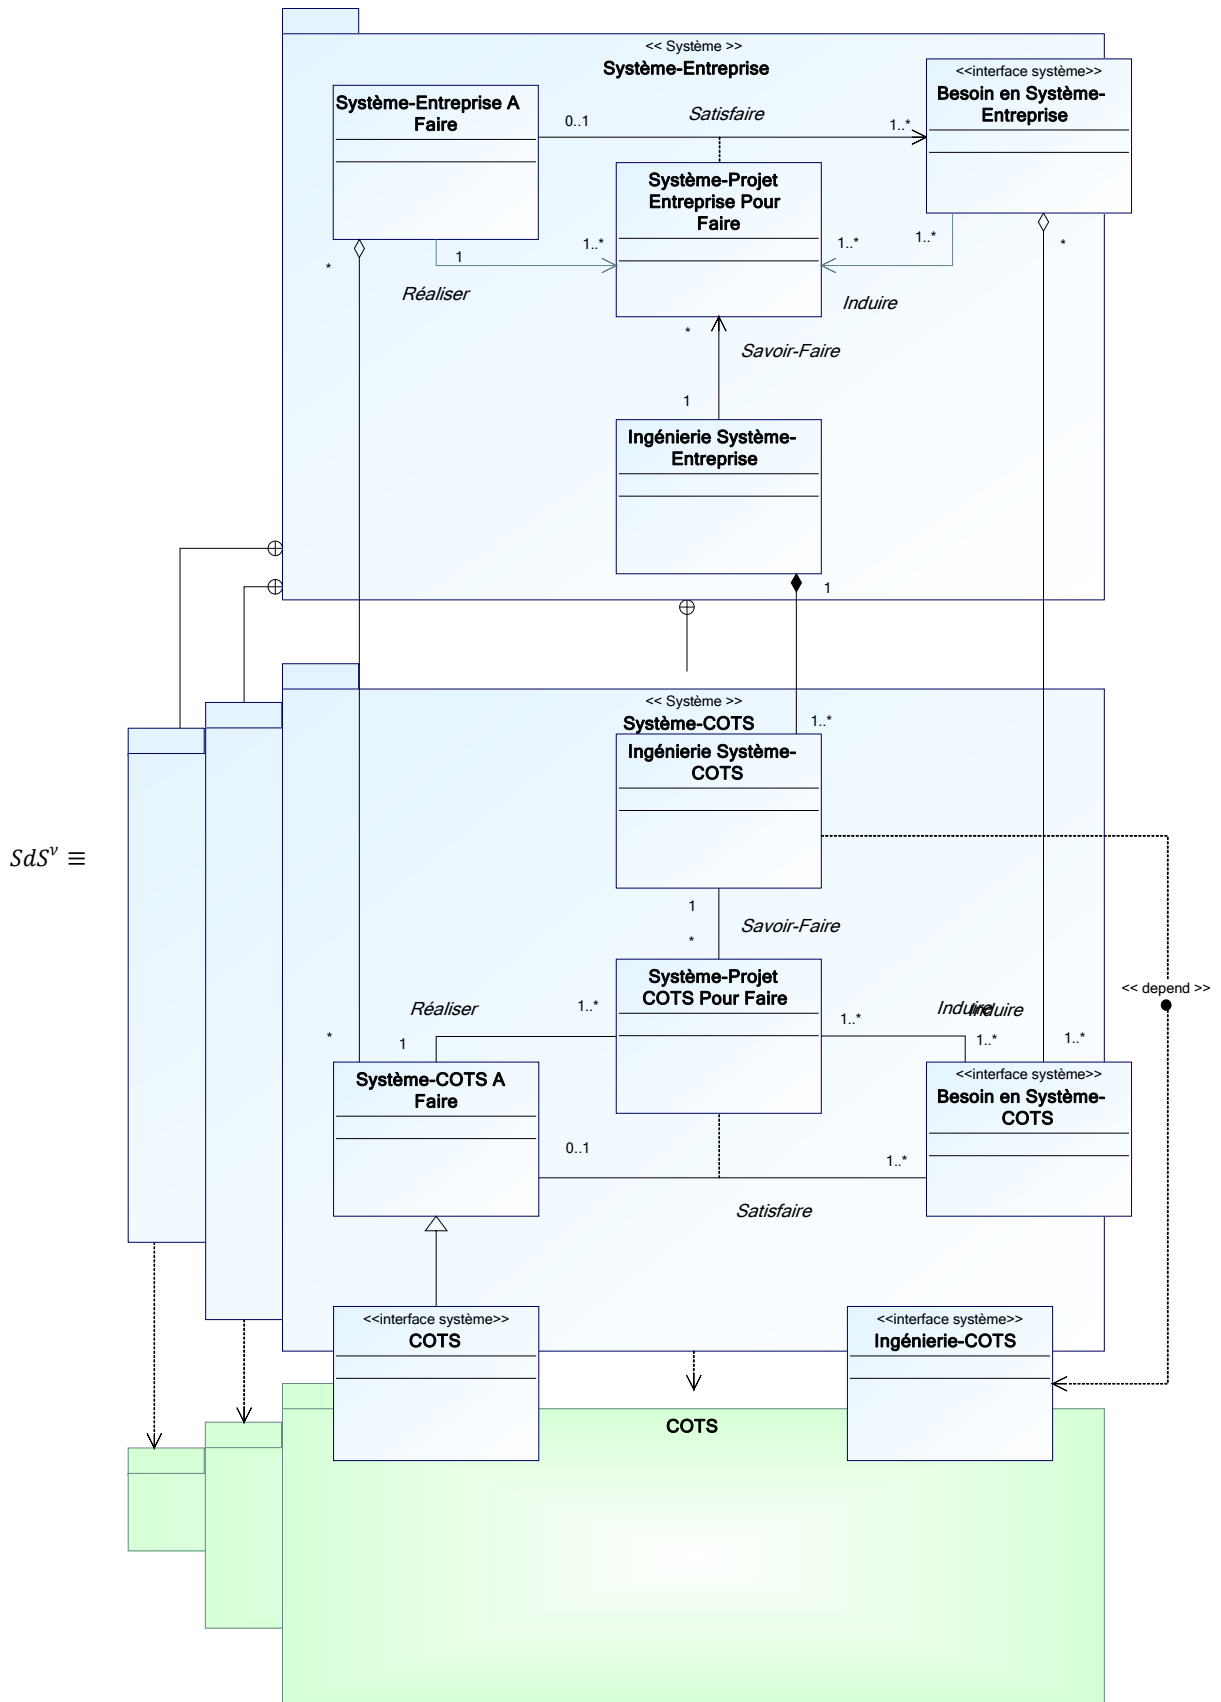 << Système >>
Système-Entreprise
<<interface système>>
Besoin en Système-
Entreprise
Système-Entreprise A
Faire
0..1
Satisfaire
1..*
Système-Projet
Entreprise Pour
Faire
*
1
1..*
1..*
1..*
*
Réaliser
Induire
*
Savoir-Faire
1
Ingénierie Système-
Entreprise
1
<< Système >>
Système-COTS
1..*
Ingénierie Système-
COTS
SdS^ν ≡
1
Savoir-Faire
*
Système-Projet
COTS Pour Faire
<< depend >>
Réaliser
1..*
1..*
Induire
Induire
*
1
1..*
1..*
Système-COTS A
Faire
<<interface système>>
Besoin en Système-
COTS
0..1
1..*
Satisfaire
<<interface système>>
COTS
<<interface système>>
Ingénierie-COTS
COTS